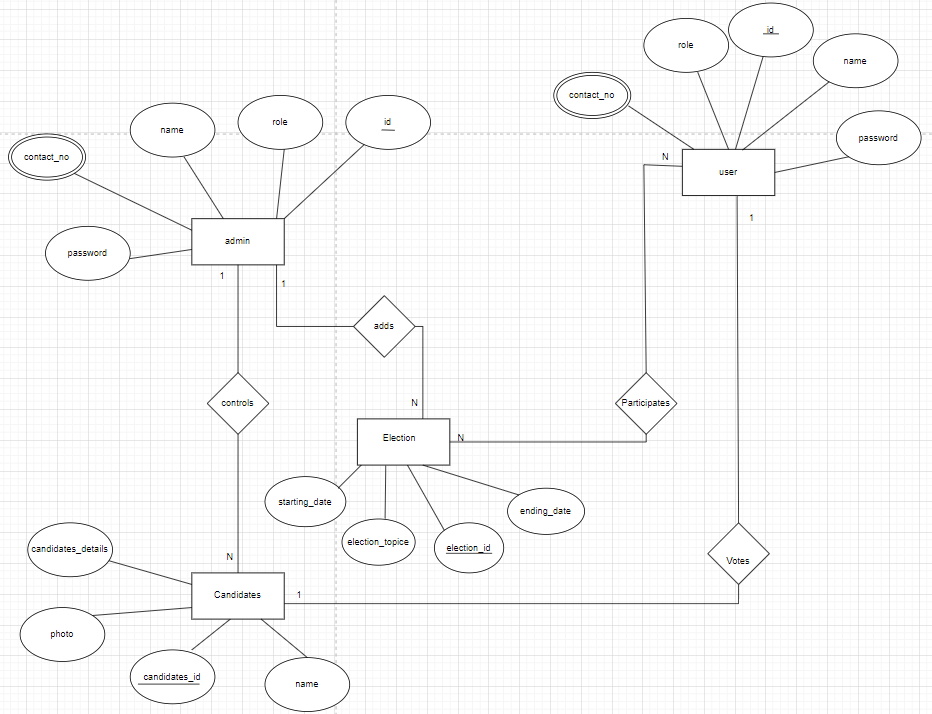 id
role
name
contact_no
password
user
N
1
name
role
id
contact_no
password
admin
1
1
adds
controls
Participates
N
Election
N
starting_date
election_topice
election_id
ending_date
candidates_details
N
Votes
Candidates
1
photo
candidates_id
name